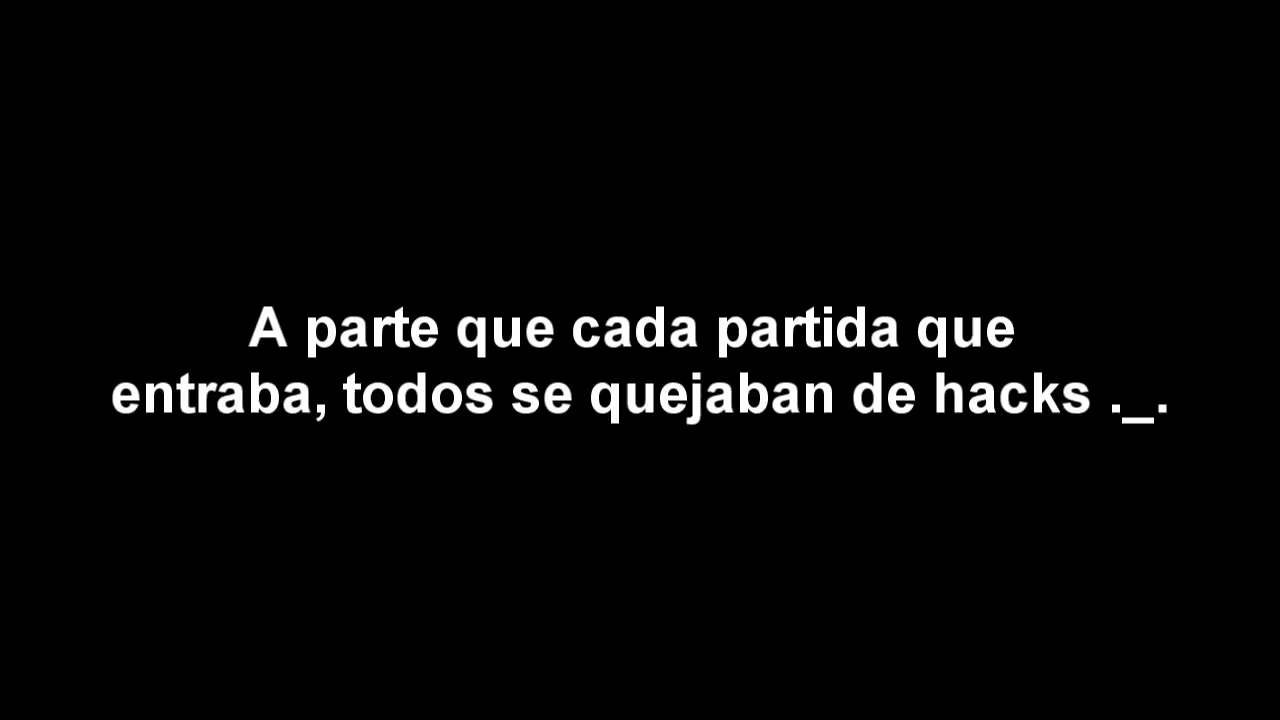 A parte que cada partida que
entraba, todos se quejaban de hacks ._.